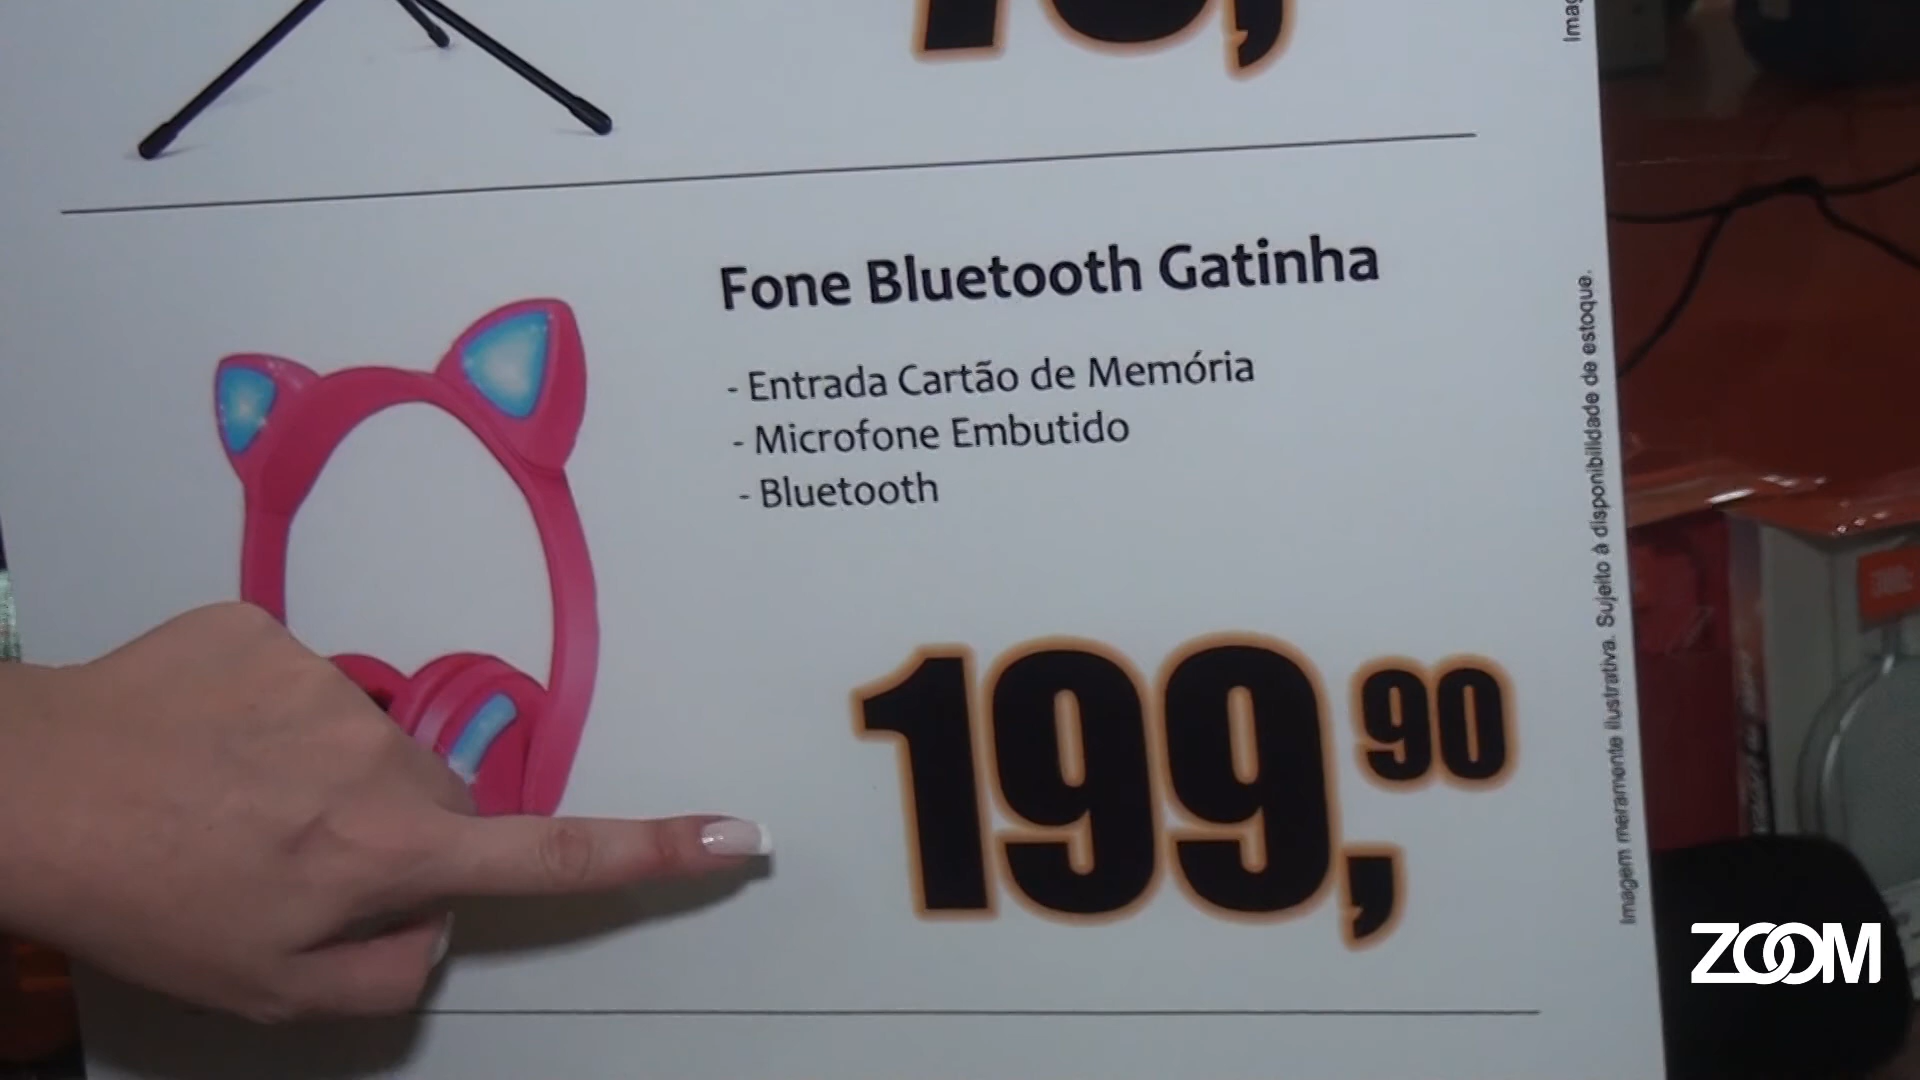 Fone Bluetooth Gatinha
- Entrada Cartão de Memória
- Microfone Embutido
- Bluetooth
199,90
Imagem meramente ilustrativa. Sujeito à disponibilidade de estoque.
ZOOM